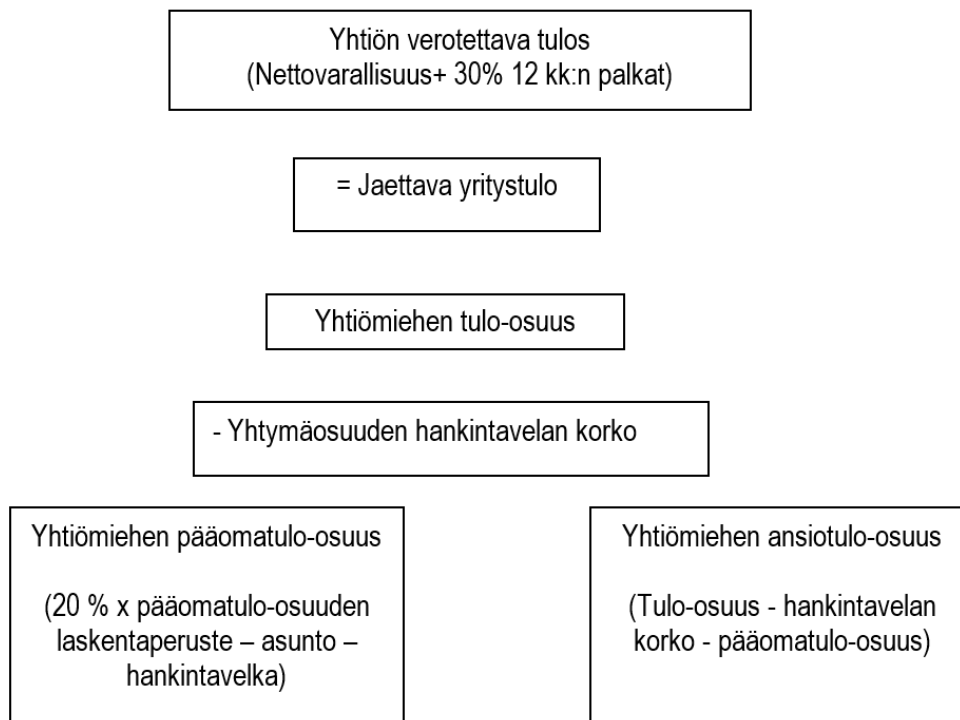 Yhtiön verotettava tulos
(Nettovarallisuus+ 30% 12 kk:n palkat)
= Jaettava yritystulo
Yhtiömiehen tulo-osuus
- Yhtymäosuuden hankintavelan korko
Yhtiömiehen pääomatulo-osuus
(20 % x pääomatulo-osuuden
laskentaperuste – asunto –
hankintavelka)
Yhtiömiehen ansiotulo-osuus
(Tulo-osuus - hankintavelan
korko - pääomatulo-osuus)